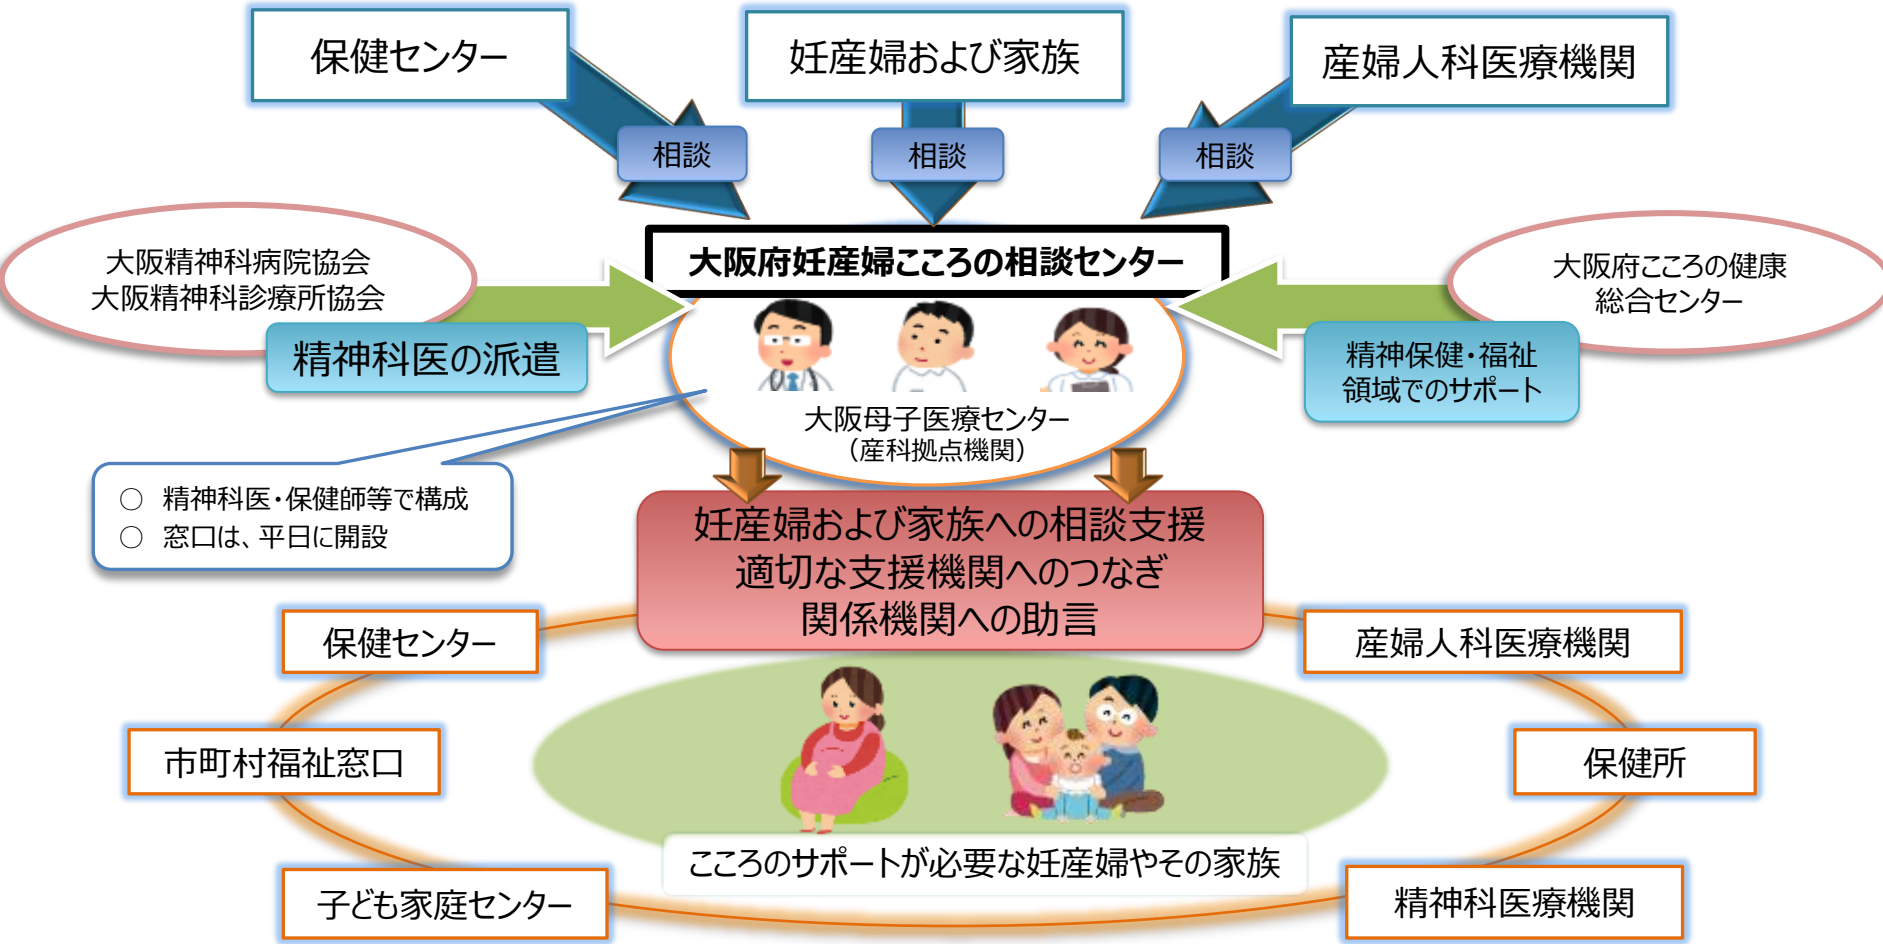 保健センター
妊産婦および家族
産婦人科医療機関
相談
相談
相談
大阪精神科病院協会
大阪精神科診療所協会
精神科医の派遣
大阪府妊産婦こころの相談センター
大阪府こころの健康
総合センター
精神保健・福祉
領域でのサポート
大阪母子医療センター
（産科拠点機関）
○ 精神科医・保健師等で構成
○ 窓口は、平日に開設
妊産婦および家族への相談支援
適切な支援機関へのつなぎ
関係機関への助言
保健センター
産婦人科医療機関
市町村福祉窓口
保健所
こころのサポートが必要な妊産婦やその家族
子ども家庭センター
精神科医療機関